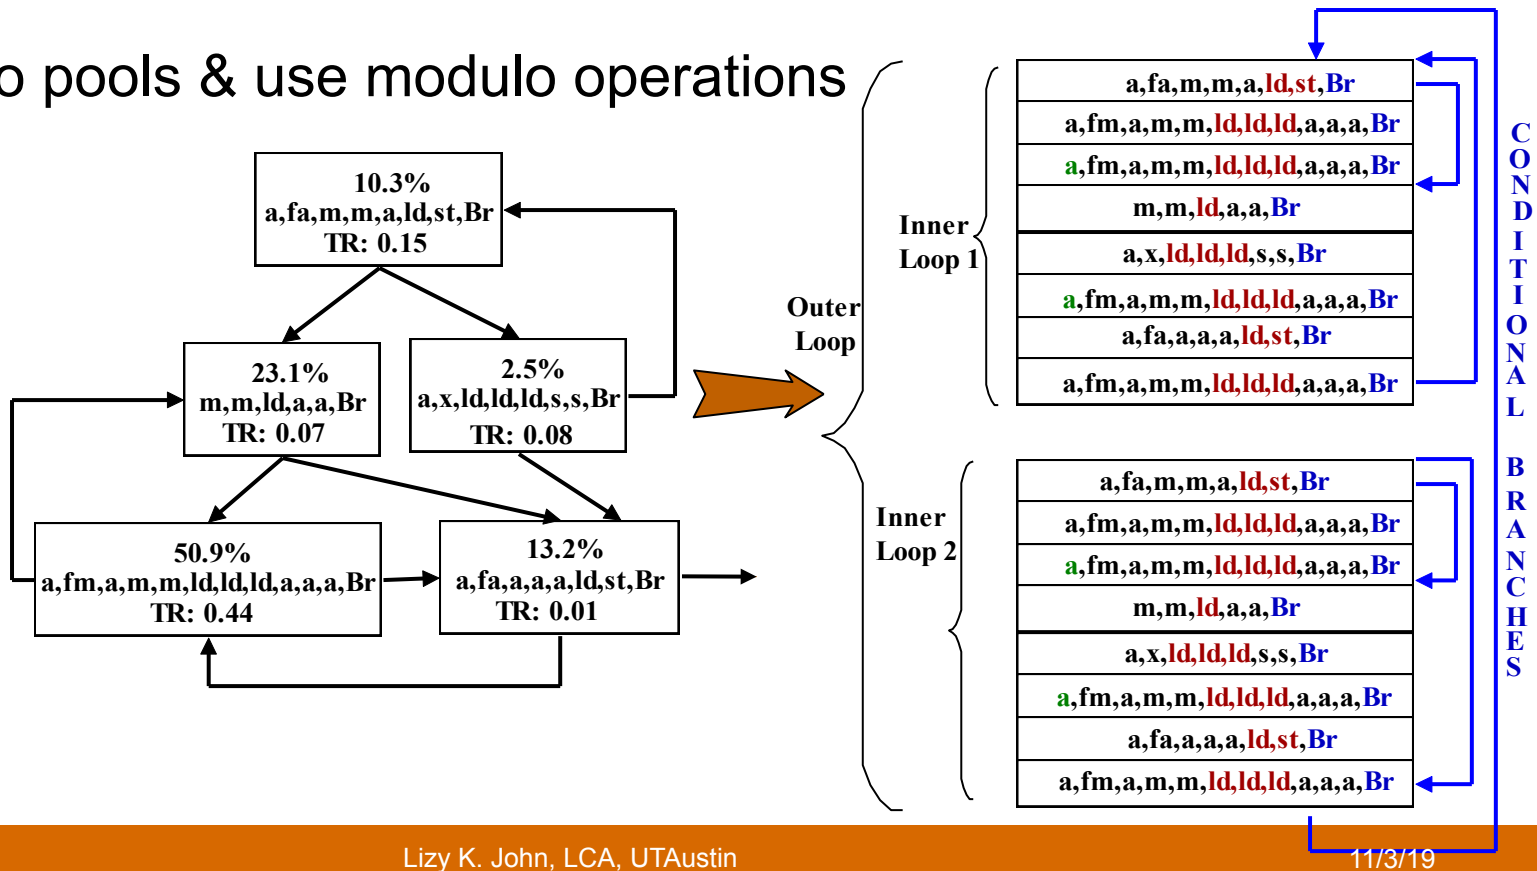 o pools & use modulo operations
10.3%
a,fa,m,m,a,ld,st,Br
TR: 0.15
23.1%
m,m,ld,a,a,Br
TR: 0.07
2.5%
a,x,ld,ld,ld,s,s,Br
TR: 0.08
50.9%
a,fm,a,m,m,ld,ld,ld,a,a,a,Br
TR: 0.44
13.2%
a,fa,a,a,a,ld,st,Br
TR: 0.01
Outer
Loop
Inner
Loop 1
a,fa,m,m,a,ld,st,Br
a,fm,a,m,m,ld,ld,ld,a,a,a,Br
a,fm,a,m,m,ld,ld,ld,a,a,a,Br
m,m,ld,a,a,Br
a,x,ld,ld,ld,s,s,Br
a,fm,a,m,m,ld,ld,ld,a,a,a,Br
a,fa,a,a,a,ld,st,Br
a,fm,a,m,m,ld,ld,ld,a,a,a,Br
Inner
Loop 2
a,fa,m,m,a,ld,st,Br
a,fm,a,m,m,ld,ld,ld,a,a,a,Br
a,fm,a,m,m,ld,ld,ld,a,a,a,Br
m,m,ld,a,a,Br
a,x,ld,ld,ld,s,s,Br
a,fm,a,m,m,ld,ld,ld,a,a,a,Br
a,fa,a,a,a,ld,st,Br
a,fm,a,m,m,ld,ld,ld,a,a,a,Br
CONDITIONAL BRANCHES
Lizy K. John, LCA, UTAustin
11/3/19